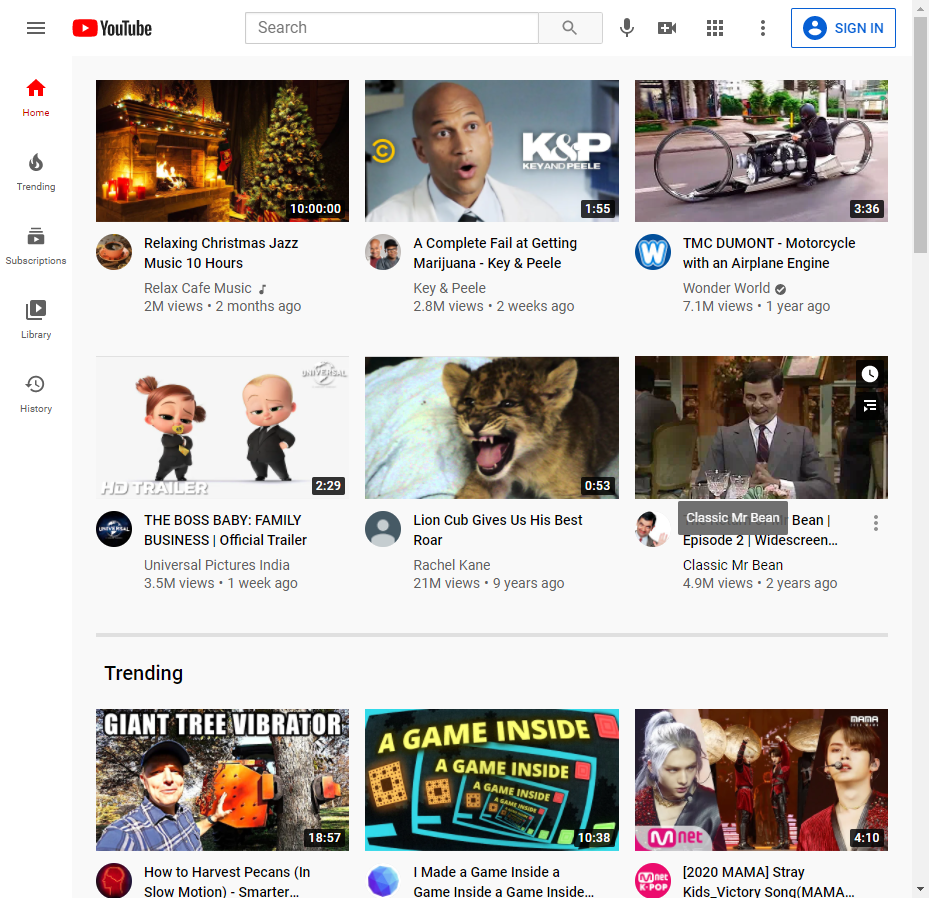 YouTube
Search
SIGN IN
Home
Trending
Subscriptions
Library
History
10:00:00
K&P
KEY AND PEELE
1:55
3:36
Relaxing Christmas Jazz
Music 10 Hours
Relax Cafe Music
2M views • 2 months ago
A Complete Fail at Getting
Marijuana - Key & Peele
Key & Peele
2.8M views • 2 weeks ago
W
TMC DUMONT - Motorcycle
with an Airplane Engine
Wonder World
7.1M views • 1 year ago
UNIVERSAL
HD TRAILER
2:29
0:53
UNIVERSAL
THE BOSS BABY: FAMILY
BUSINESS | Official Trailer
Universal Pictures India
3.5M views • 1 week ago
Lion Cub Gives Us His Best
Roar
Rachel Kane
21M views • 9 years ago
Classic Mr Bean
Bean |
Episode 2 | Widescreen...
Classic Mr Bean
4.9M views • 2 years ago
Trending
GIANT TREE VIBRATOR
18:57
A GAME INSIDE
A GAME INSIDE
A GAME INSIDE
A GAME INSIDE
10:38
MAMA
Mnet
4:10
How to Harvest Pecans (In
Slow Motion) - Smarter...
I Made a Game Inside a
Game Inside a Game Inside...
Mnet
K-POP
[2020 MAMA] Stray
Kids_Victory Song(MAMA...